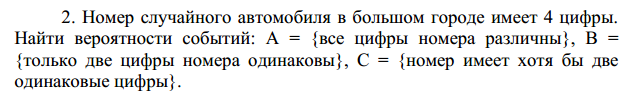 2. Номер случайного автомобиля в большом городе имеет 4 цифры.
Найти вероятности событий: А = {все цифры номера различны}, В =
{только две цифры номера одинаковы}, С = {номер имеет хотя бы две
одинаковые цифры}.